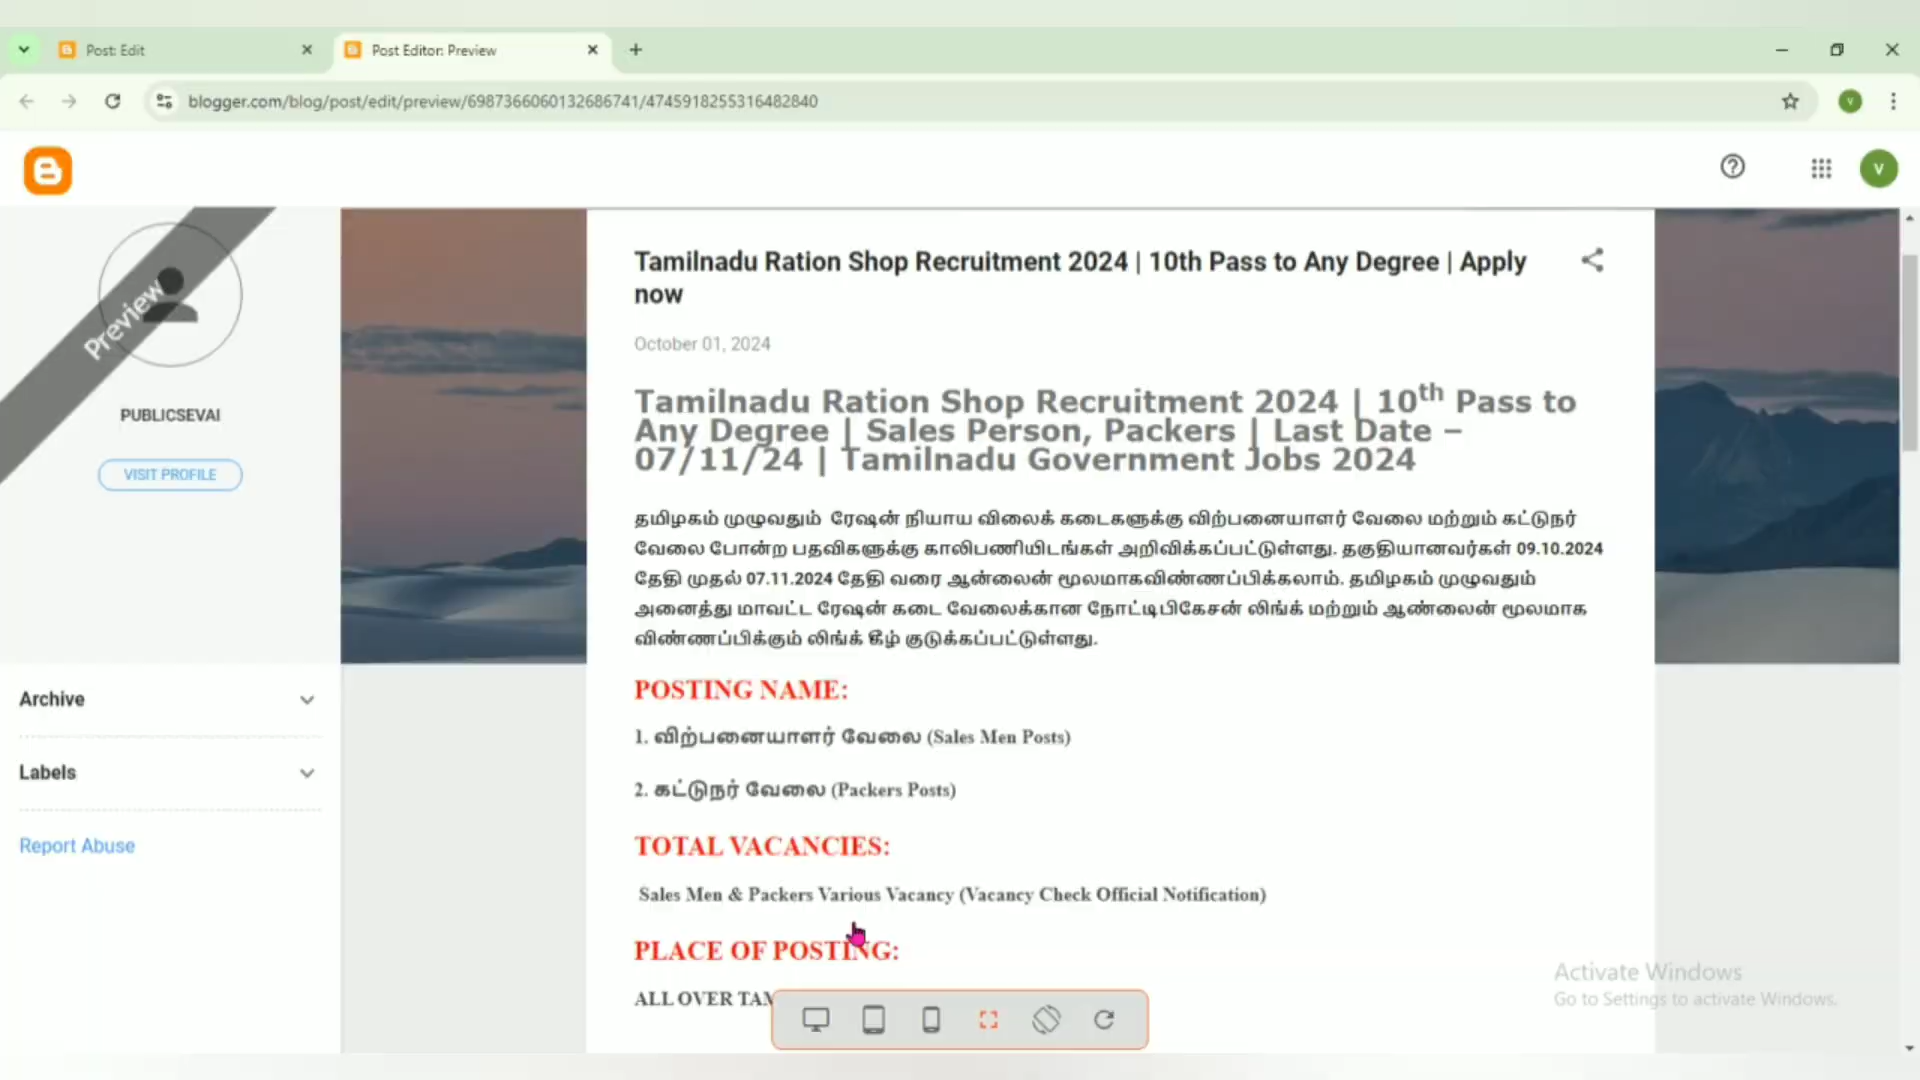 Post: Edit
Post Editor: Preview
blogger.com/blog/post/edit/preview/6987366060132686741/4745918255316482840
V
V
Preview
PUBLICSEVAI
VISIT PROFILE
Archive
Labels
Report Abuse
Tamilnadu Ration Shop Recruitment 2024 | 10th Pass to Any Degree | Apply
now
October 01, 2024
Tamilnadu Ration Shop Recruitment 2024 | 10th Pass to
Any Degree | Sales Person, Packers | Last Date –
07/11/24 | Tamilnadu Government Jobs 2024
தமிழகம் முழுவதும் ரேஷன் நியாய விலைக் கடைகளுக்கு விற்பனையாளர் வேலை மற்றும் கட்டுநர்
வேலை போன்ற பதவிகளுக்கு காலிபணியிடங்கள் அறிவிக்கப்பட்டுள்ளது. தகுதியானவர்கள் 09.10.2024
தேதி முதல் 07.11.2024 தேதி வரை ஆன்லைன் மூலமாகவிண்ணப்பிக்கலாம். தமிழகம் முழுவதும்
அனைத்து மாவட்ட ரேஷன் கடை வேலைக்கான நோட்டிபிகேசன் லிங்க் மற்றும் ஆண்லைன் மூலமாக
விண்ணப்பிக்கும் லிங்க் கீழ் குடுக்கப்பட்டுள்ளது.
POSTING NAME:
1. விற்பனையாளர் வேலை (Sales Men Posts)
2. கட்டுநர் வேலை (Packers Posts)
TOTAL VACANCIES:
Sales Men & Packers Various Vacancy (Vacancy Check Official Notification)
PLACE OF POSTING:
ALL OVER TAM
Activate Windows
Go to Settings to activate Windows.